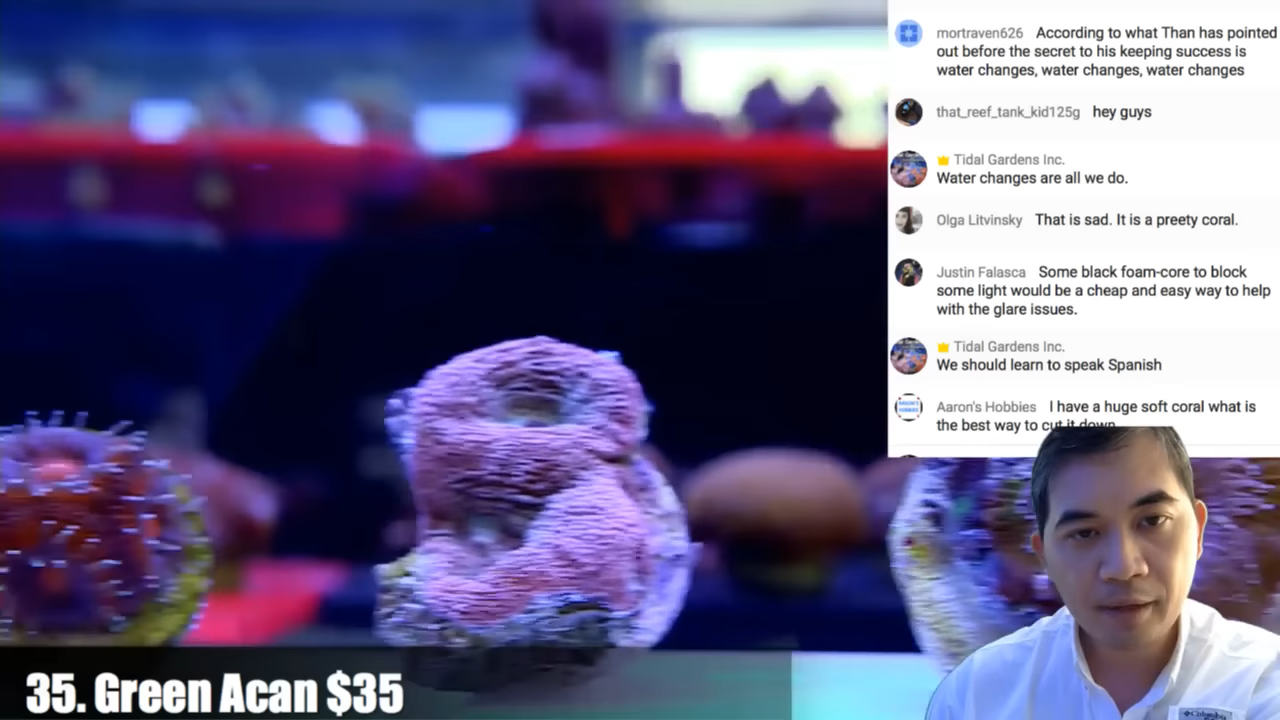 mortraven626 According to what Than has pointed
out before the secret to his keeping success is
water changes, water changes, water changes
that_reef_tank_kid125g hey guys
Tidal Gardens Inc.
Water changes are all we do.
Olga Litvinsky That is sad. It is a preety coral.
Justin Falasca Some black foam-core to block
some light would be a cheap and easy way to help
with the glare issues.
Tidal Gardens Inc.
We should learn to speak Spanish
Aaron's Hobbies I have a huge soft coral what is
the best way to cut it down
35. Green Acan $35
Columbia